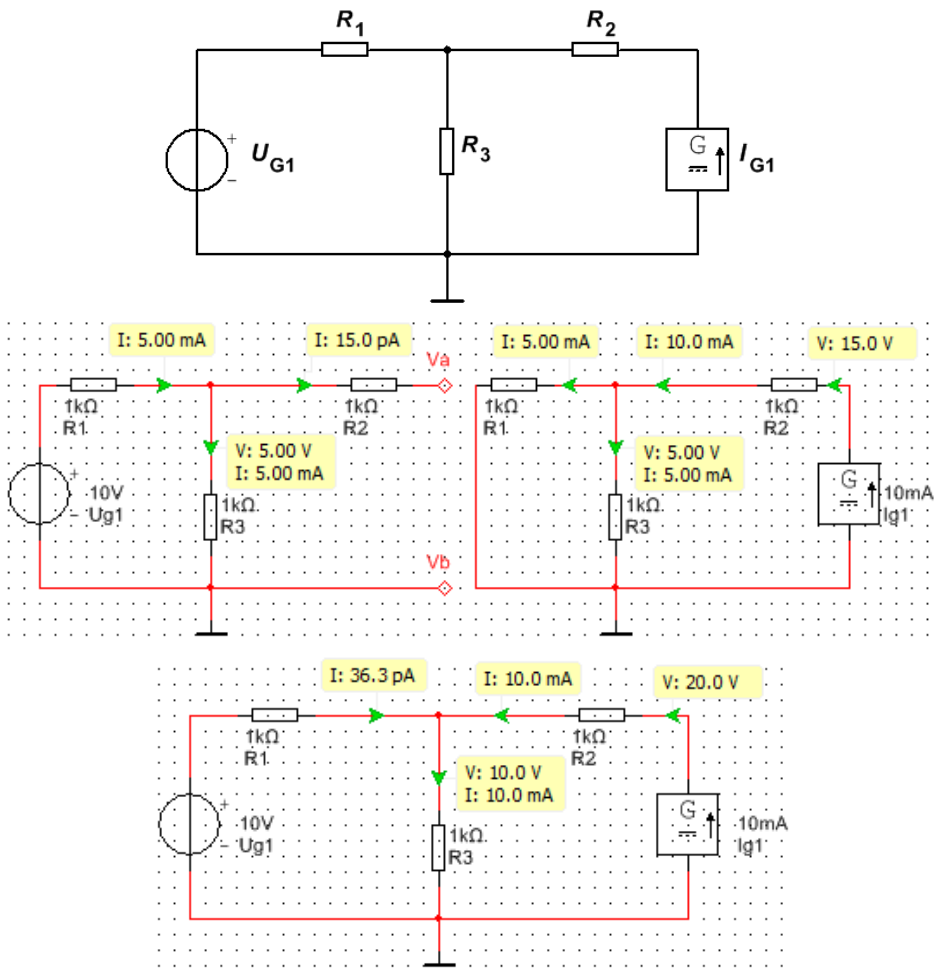 R1 R2
+
UG1
−
R3
G
IG1
I: 5.00 mA
I: 15.0 pA
Va
1kΩ
R1
1kΩ
R2
V: 5.00 V
I: 5.00 mA
+
10V
− Ug1
1kΩ
R3
Vb
I: 5.00 mA
I: 10.0 mA
V: 15.0 V
1kΩ
R1
1kΩ
R2
V: 5.00 V
I: 5.00 mA
1kΩ
R3
G
10mA
Ig1
I: 36.3 pA
I: 10.0 mA
V: 20.0 V
1kΩ
R1
1kΩ
R2
V: 10.0 V
I: 10.0 mA
+
10V
− Ug1
1kΩ
R3
G
10mA
Ig1